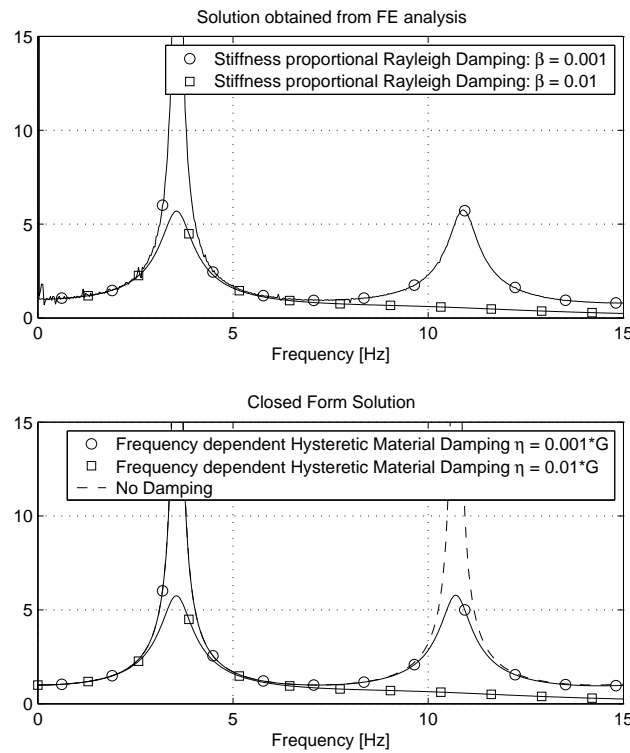 Solution obtained from FE analysis
15
Stiffness proportional Rayleigh Damping: β = 0.001
Stiffness proportional Rayleigh Damping: β = 0.01
10
5
0
0 5 10 15
Frequency [Hz]
Closed Form Solution
15
Frequency dependent Hysteretic Material Damping η = 0.001*G
Frequency dependent Hysteretic Material Damping η = 0.01*G
No Damping
10
5
0
0 5 10 15
Frequency [Hz]